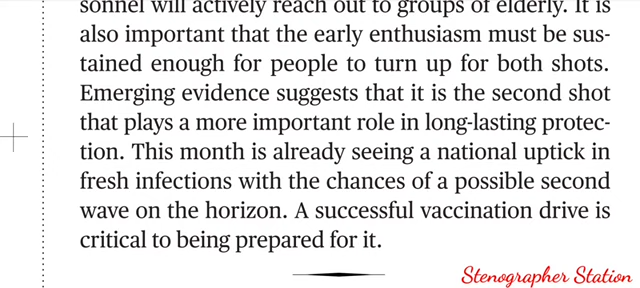 sonnel will actively reach out to groups of elderly. It is
also important that the early enthusiasm must be sus-
tained enough for people to turn up for both shots.
Emerging evidence suggests that it is the second shot
that plays a more important role in long-lasting protec-
tion. This month is already seeing a national uptick in
fresh infections with the chances of a possible second
wave on the horizon. A successful vaccination drive is
critical to being prepared for it.
Stenographer Station